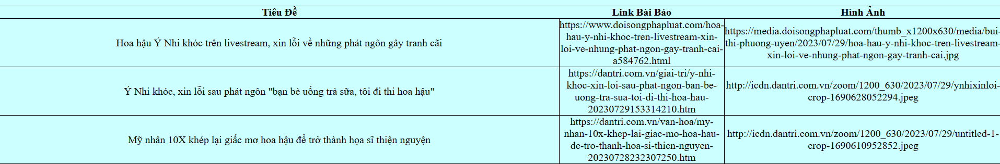 Tiêu Đề
Link Bài Báo
Hình Ảnh
Hoa hậu Ý Nhi khóc trên livestream, xin lỗi về những phát ngôn gây tranh cãi
https://www.doisongphapluat.com/hoa-
hau-y-nhi-khoc-tren-livestream-xin-
loi-ve-nhung-phat-ngon-gay-tranh-cai-
a584762.html
https://media.doisongphapluat.com/thumb_x1200x630/media/bui-
thi-phuong-uyen/2023/07/29/hoa-hau-y-nhi-khoc-tren-livestream-
xin-loi-ve-nhung-phat-ngon-gay-tranh-cai.jpg
Ý Nhi khóc, xin lỗi sau phát ngôn "bạn bè uống trà sữa, tôi đi thi hoa hậu"
https://dantri.com.vn/giai-tri/y-nhi-
khoc-xin-loi-sau-phat-ngon-ban-be-
uong-tra-sua-toi-di-thi-hoa-hau-
20230729153314210.htm
http://icdn.dantri.com.vn/zoom/1200_630/2023/07/29/ynhixinloi-
crop-1690628052294.jpeg
Mỹ nhân 10X khép lại giấc mơ hoa hậu để trở thành họa sĩ thiện nguyện
https://dantri.com.vn/van-hoa/my-
nhan-10x-khep-lai-giac-mo-hoa-hau-
de-tro-thanh-hoa-si-thien-nguyen-
20230728232307250.htm
http://icdn.dantri.com.vn/zoom/1200_630/2023/07/29/untitled-1-
crop-1690610952852.jpeg